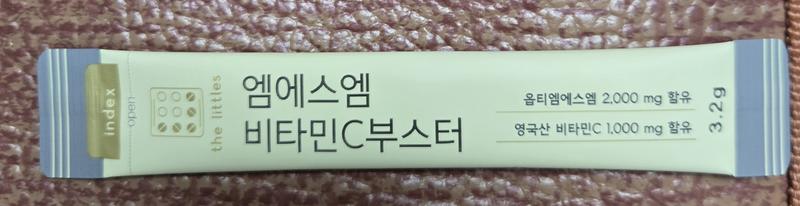 index
open
the littles
엠에스엠
비타민C부스터
옵티엠에스엠 2,000 mg 함유
영국산 비타민C 1,000 mg 함유
3.2g